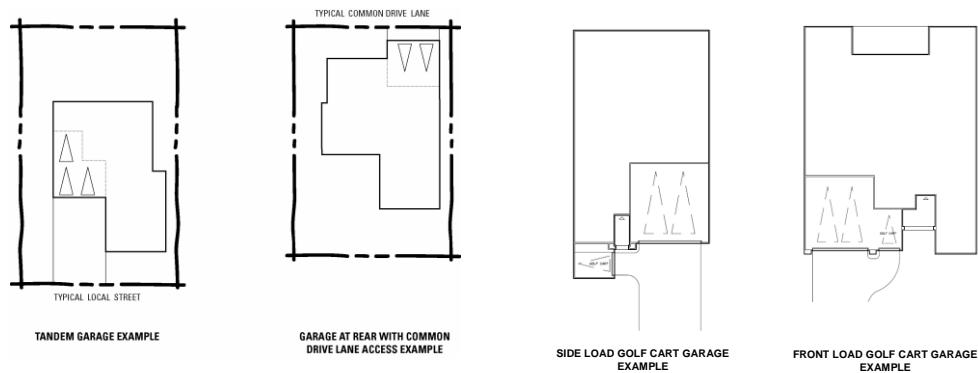 TYPICAL COMMON DRIVE LANE
GOLF CART
GOLF CART
TYPICAL LOCAL STREET
TANDEM GARAGE EXAMPLE
GARAGE AT REAR WITH COMMON
DRIVE LANE ACCESS EXAMPLE
SIDE LOAD GOLF CART GARAGE
EXAMPLE
FRONT LOAD GOLF CART GARAGE
EXAMPLE